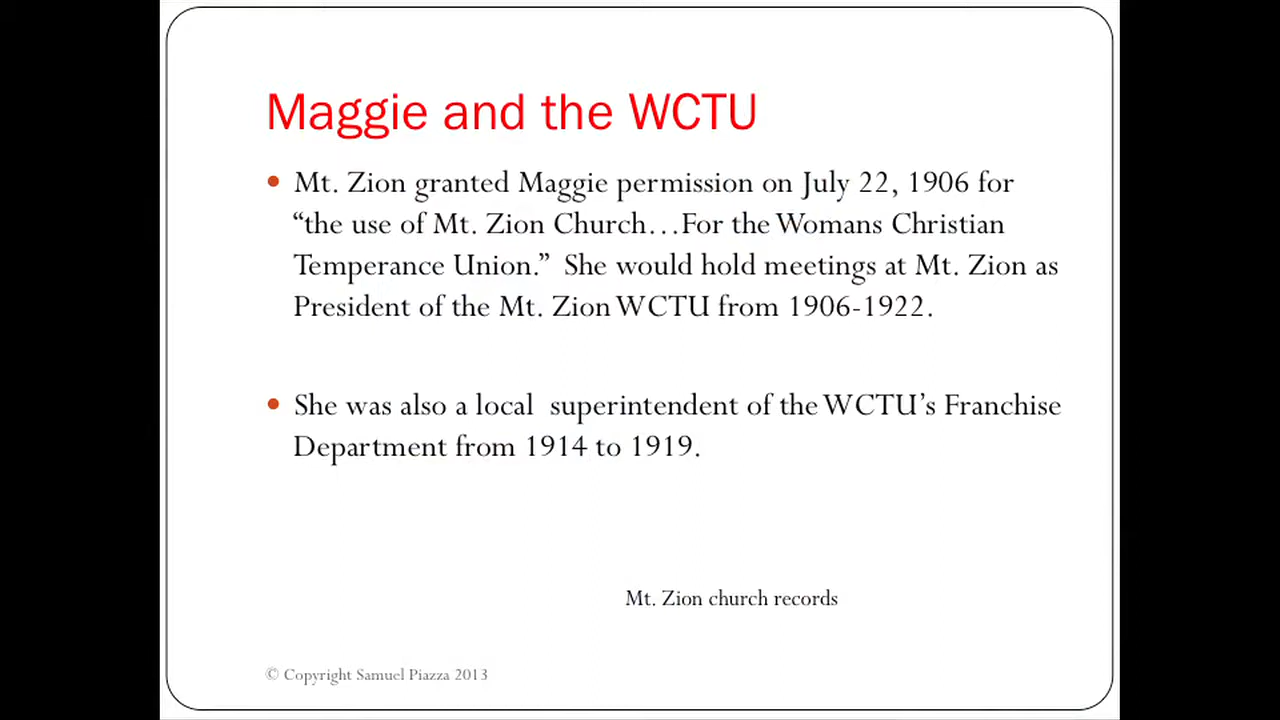 Maggie and the WCTU
• Mt. Zion granted Maggie permission on July 22, 1906 for
“the use of Mt. Zion Church…For the Womans Christian
Temperance Union.”  She would hold meetings at Mt. Zion as
President of the Mt. Zion WCTU from 1906-1922.
• She was also a local  superintendent of the WCTU’s Franchise
Department from 1914 to 1919.
Mt. Zion church records
© Copyright Samuel Piazza 2013